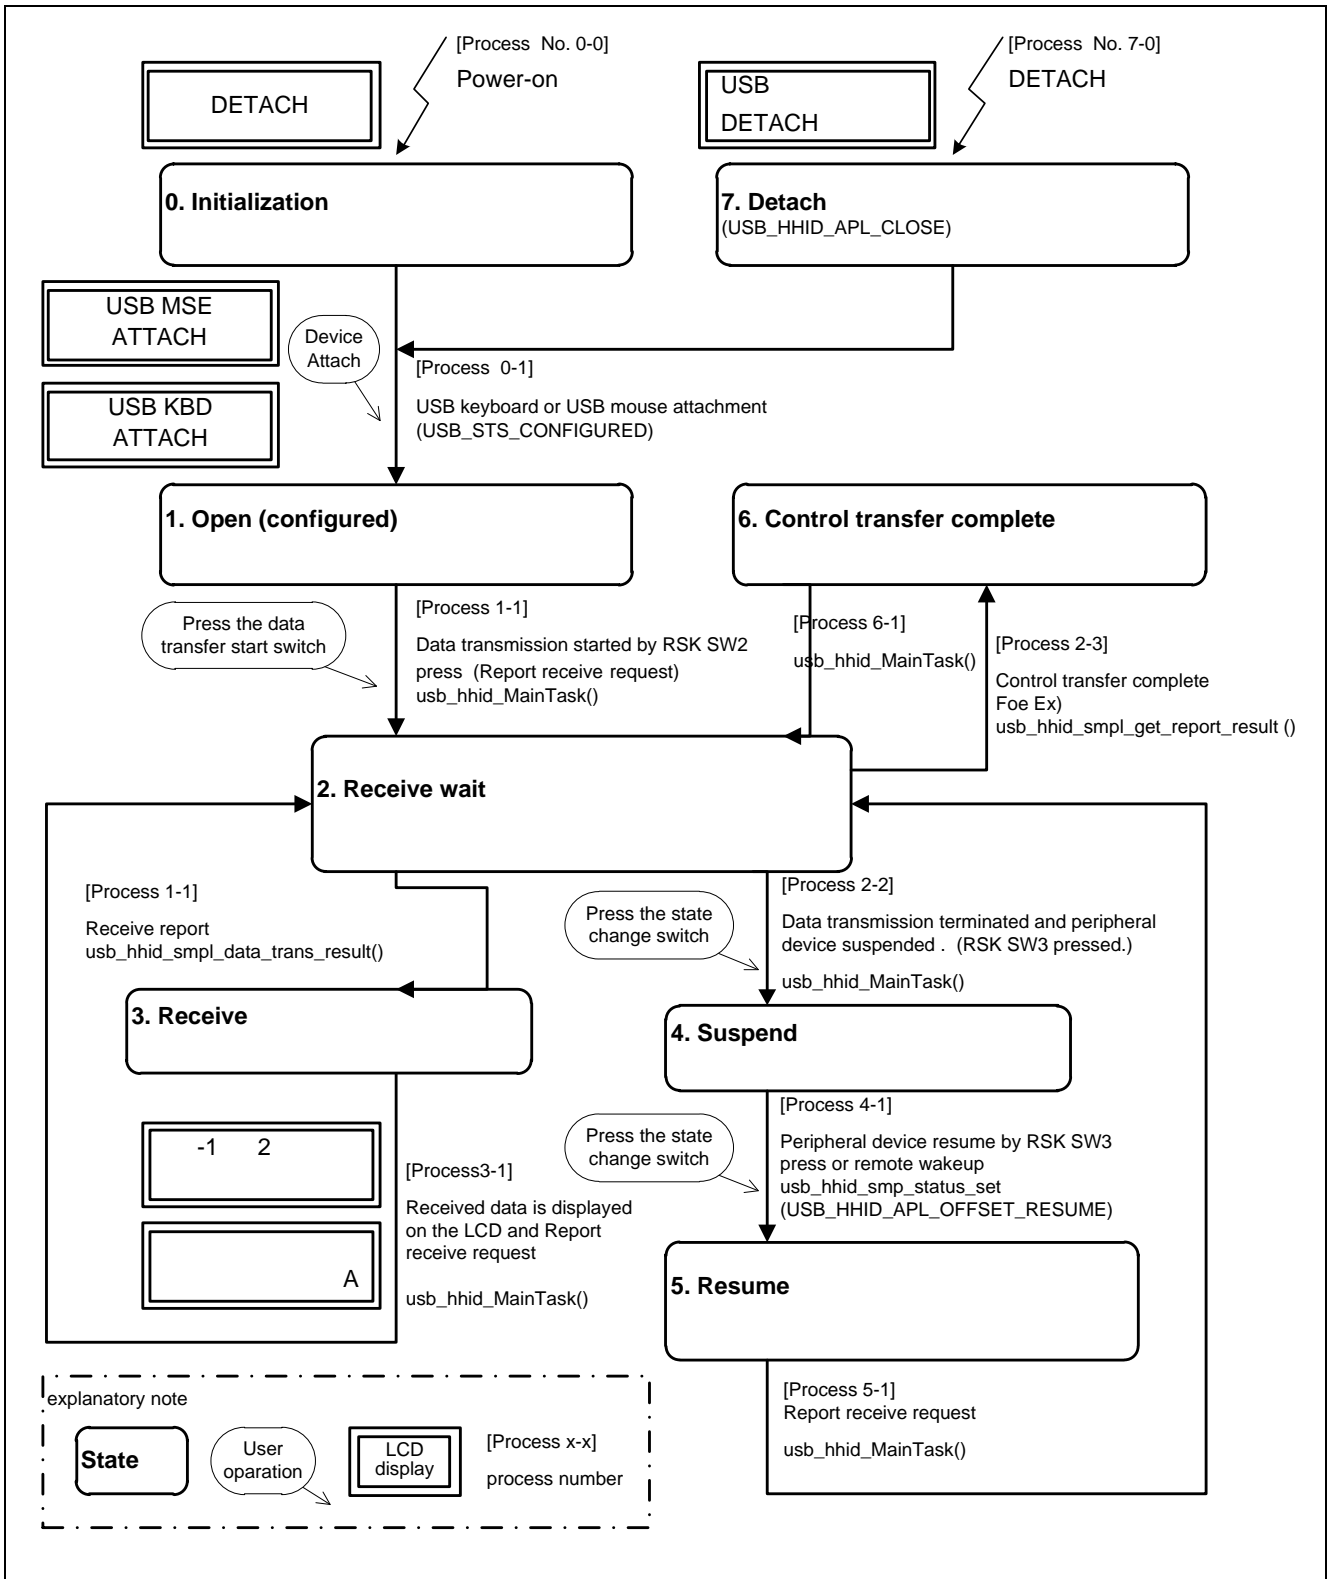 [Process No. 0-0]
Power-on
DETACH
[Process No. 7-0]
DETACH
USB
DETACH
0. Initialization
7. Detach
(USB_HHID_APL_CLOSE)
USB MSE
ATTACH
USB KBD
ATTACH
Device
Attach
[Process 0-1]
USB keyboard or USB mouse attachment
(USB_STS_CONFIGURED)
1. Open (configured)
6. Control transfer complete
Press the data
transfer start switch
[Process 1-1]
Data transmission started by RSK SW2
press (Report receive request)
usb_hhid_MainTask()
[Process 6-1]
usb_hhid_MainTask()
[Process 2-3]
Control transfer complete
Foe Ex)
usb_hhid_smpl_get_report_result ()
2. Receive wait
[Process 1-1]
Receive report
usb_hhid_smpl_data_trans_result()
Press the state
change switch
[Process 2-2]
Data transmission terminated and peripheral
device suspended . (RSK SW3 pressed.)
usb_hhid_MainTask()
3. Receive
4. Suspend
-1 2
A
[Process3-1]
Received data is displayed
on the LCD and Report
receive request
usb_hhid_MainTask()
Press the state
change switch
[Process 4-1]
Peripheral device resume by RSK SW3
press or remote wakeup
usb_hhid_smp_status_set
(USB_HHID_APL_OFFSET_RESUME)
5. Resume
[Process 5-1]
Report receive request
usb_hhid_MainTask()
explanatory note
State
User
oparation
LCD
display
[Process x-x]
process number